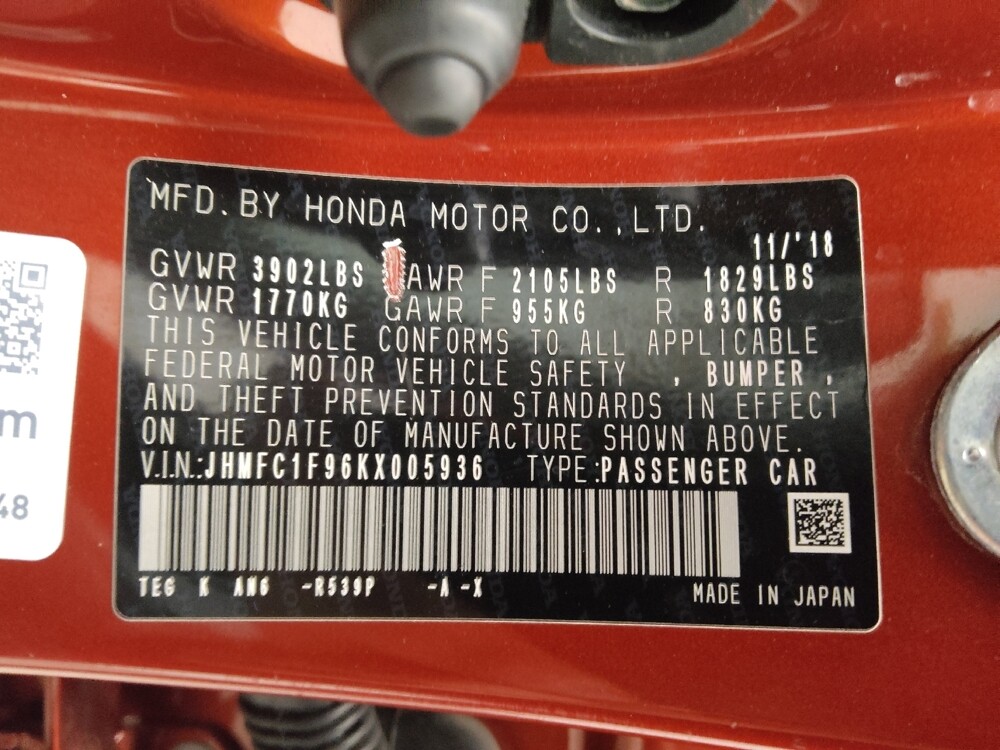 MFD. BY HONDA MOTOR CO., LTD.
11/'18
GVWR 3902LBS GAWR F 2105LBS R 1829LBS
GVWR 1770KG GAWR F 955KG R 830KG
THIS VEHICLE CONFORMS TO ALL APPLICABLE
FEDERAL MOTOR VEHICLE SAFETY , BUMPER ,
AND THEFT PREVENTION STANDARDS IN EFFECT
ON THE DATE OF MANUFACTURE SHOWN ABOVE.
V.I.N.:JHMFC1F96KX005936 TYPE:PASSENGER CAR
TEG K AN6 -R539P -A -X
MADE IN JAPAN
m
48